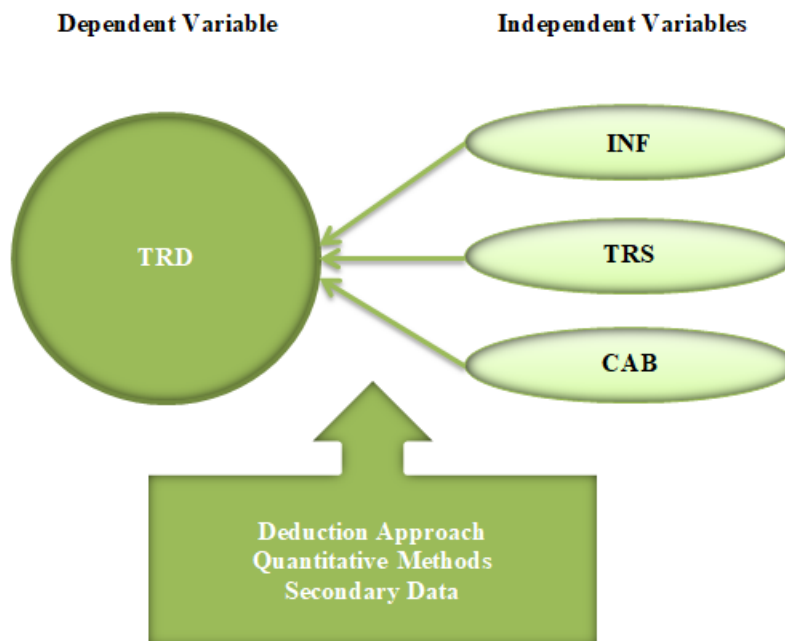 Dependent Variable
Independent Variables
INF
TRD
TRS
CAB
Deduction Approach
Quantitative Methods
Secondary Data